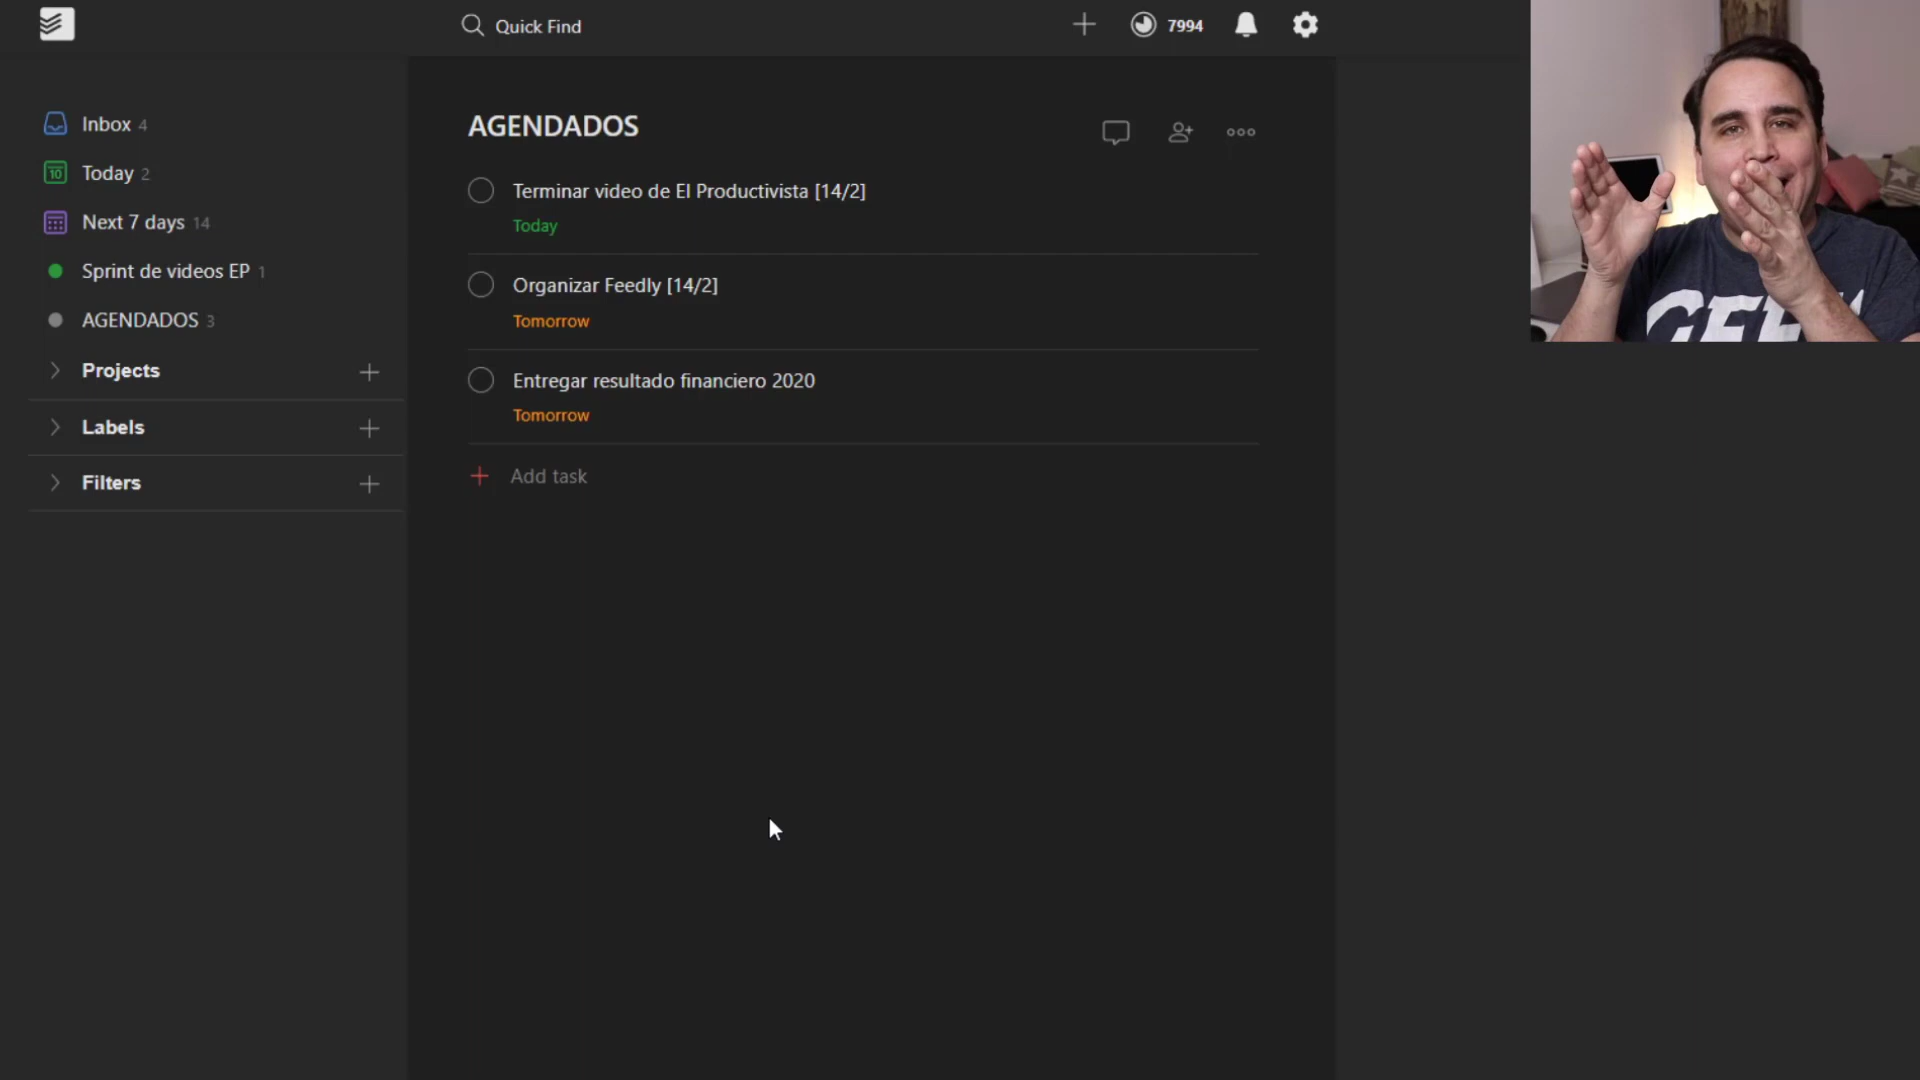 Quick Find
7994
Inbox 4
10 Today 2
Next 7 days 14
Sprint de videos EP 1
AGENDADOS 3
Projects
Labels
Filters
AGENDADOS
Terminar video de El Productivista [14/2]
Today
Organizar Feedly [14/2]
Tomorrow
Entregar resultado financiero 2020
Tomorrow
Add task